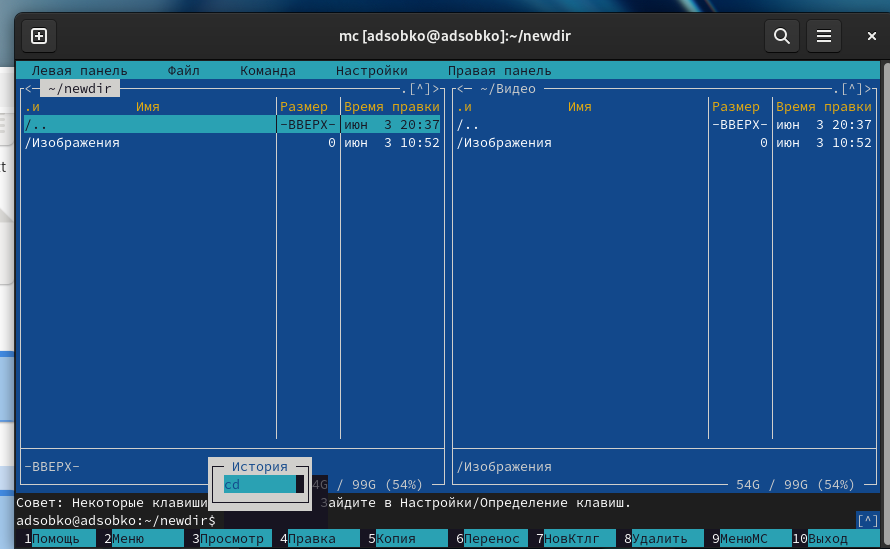 mc [adsobko@adsobko]:~/newdir
Левая панель Файл Команда Настройки Правая панель
<─ ~/newdir .[^]>
<─ ~/Видео .[^]>
.и Имя Размер Время правки
.и Имя Размер Время правки
/.. -ВВЕРХ- июн 3 20:37
/.. -ВВЕРХ- июн 3 20:37
/Изображения 0 июн 3 10:52
/Изображения 0 июн 3 10:52
-ВВЕРХ-
/Изображения
История
cd
4G / 99G (54%)
54G / 99G (54%)
Совет: Некоторые клавиши Зайдите в Настройки/Определение клавиш.
adsobko@adsobko:~/newdir$ [^]
1Помощь 2Меню 3Просмотр 4Правка 5Копия 6Перенос 7НовКтлг 8Удалить 9МенюMC 10Выход